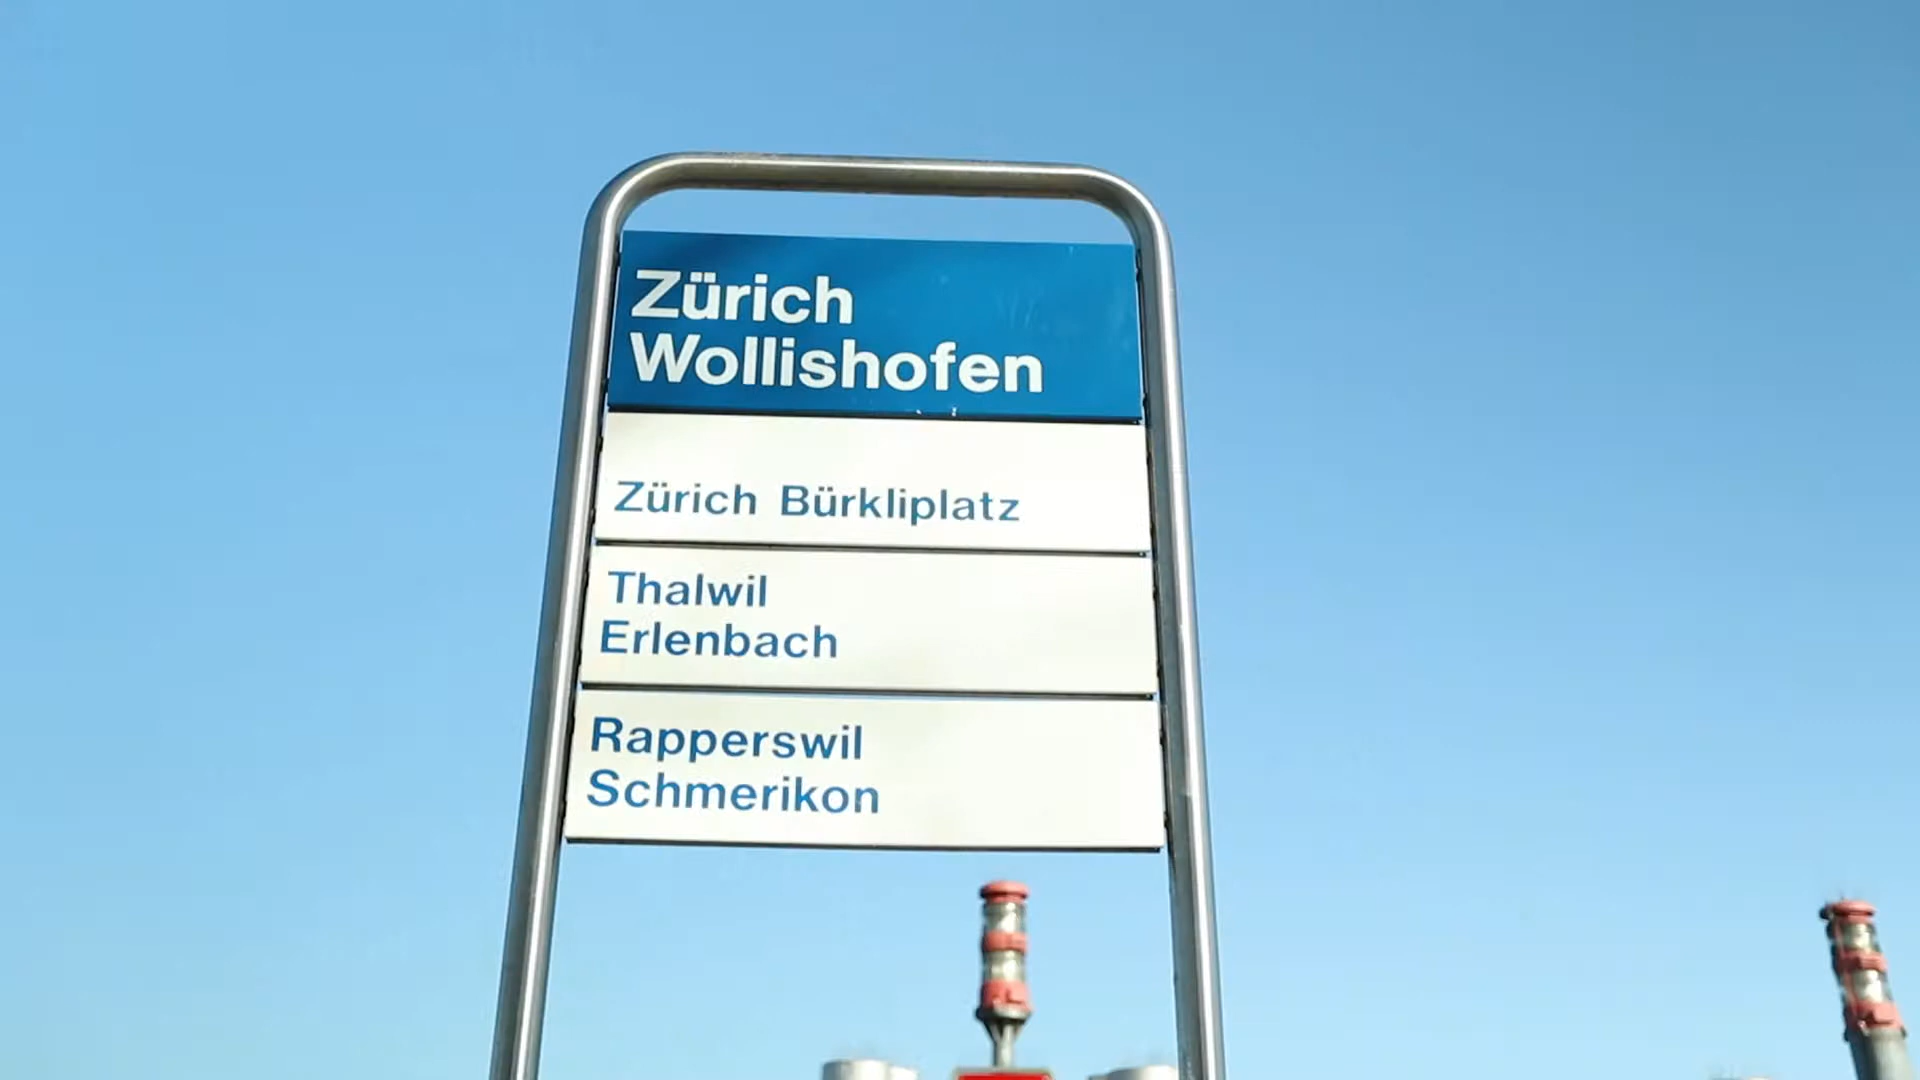 Zürich
Wollishofen
Zürich Bürkliplatz
Thalwil
Erlenbach
Rapperswil
Schmerikon